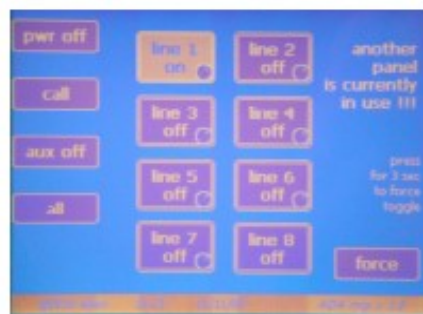 pwr off
call
aux off
all
line 1
on
line 2
off
line 3
off
line 4
off
line 5
off
line 6
off
line 7
off
line 8
off
another
panel
is currently
in use !!!
press
for 3 sec
to force
toggle
force